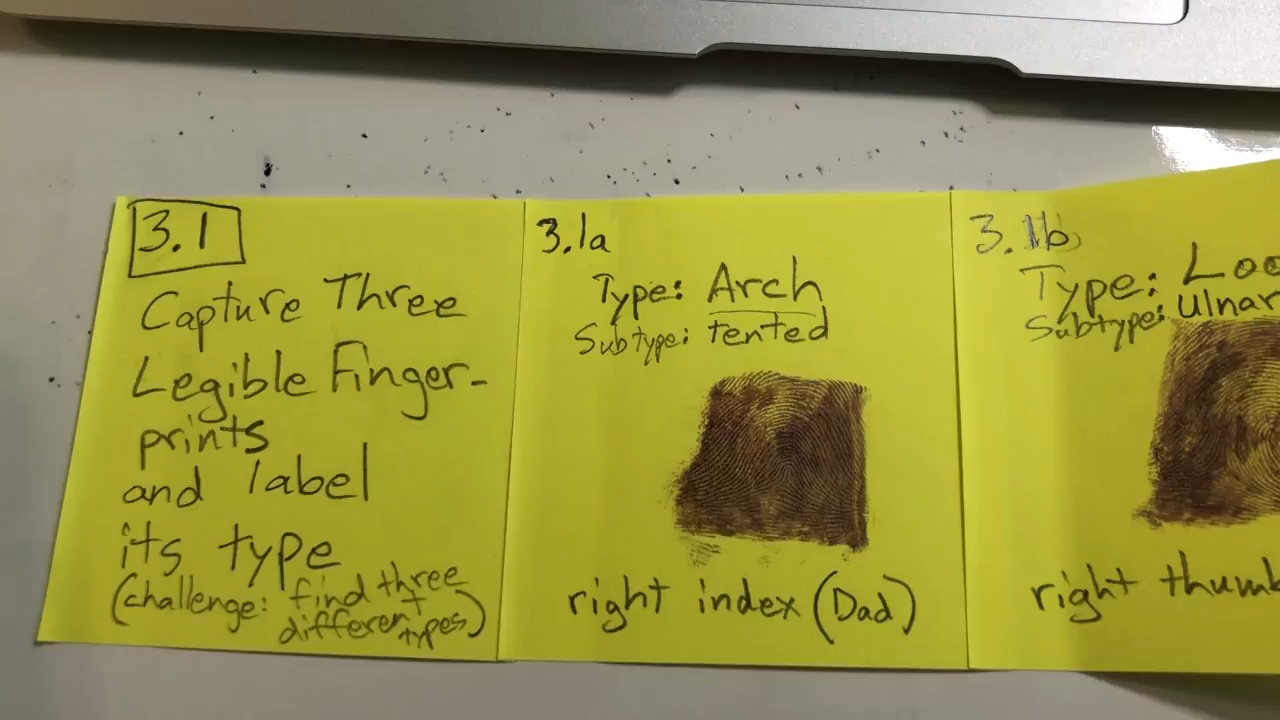 3.1
Capture Three
Legible Finger-
prints
and label
its type
(challenge: find three
different
types)
3.1a
Type: Arch
Subtype: tented
right index (Dad)
3.1b
Type: Loo
Subtype: Ulnar
right thumb